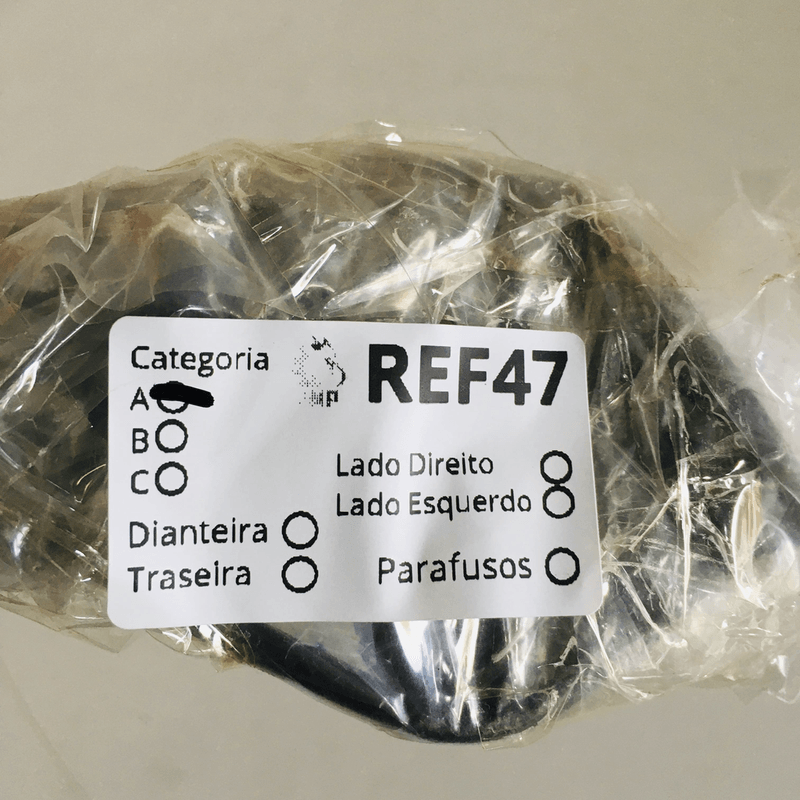 Categoria
REF47
A
B
C
Lado Direito
Lado Esquerdo
Dianteira
Traseira
Parafusos